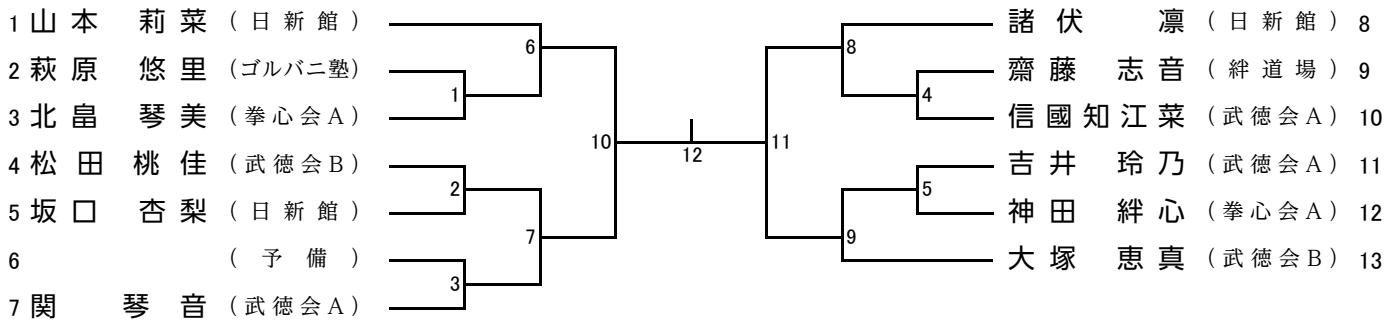 1 山本 莉菜 (日新館)
2 萩原 悠里 (ゴルバニ塾)
3 北畠 琴美 (拳心会A)
4 松田 桃佳 (武徳会B)
5 坂口 杏梨 (日新館)
6 (予備)
7 関 琴音 (武徳会A)
6
1
10
2
7
3
12
11
8
4
5
9
諸伏 凛 (日新館) 8
齋藤 志音 (絆道場) 9
信國知江菜 (武徳会A) 10
吉井 玲乃 (武徳会A) 11
神田 絆心 (拳心会A) 12
大塚 恵真 (武徳会B) 13